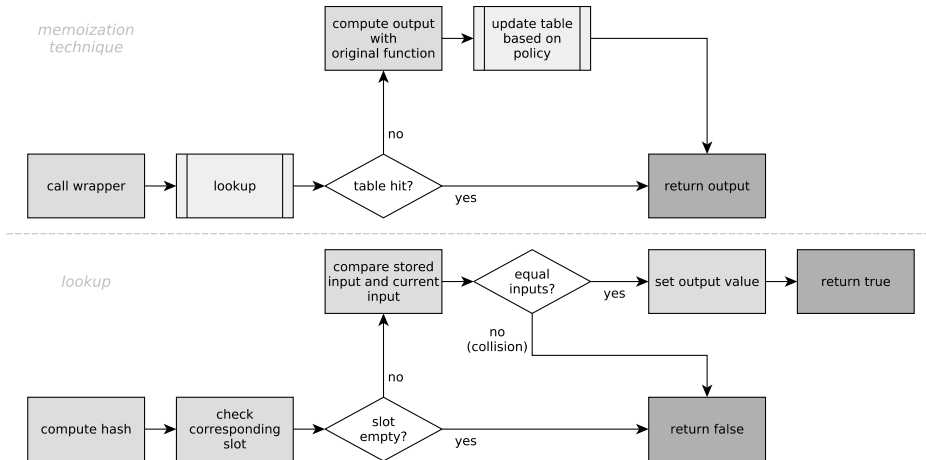 memoization
technique
compute output
with
original function
update table
based on
policy
no
call wrapper
lookup
table hit?
yes
return output
lookup
compare stored
input and current
input
equal
inputs?
yes
set output value
return true
no
(collision)
no
compute hash
check
corresponding
slot
slot
empty?
yes
return false